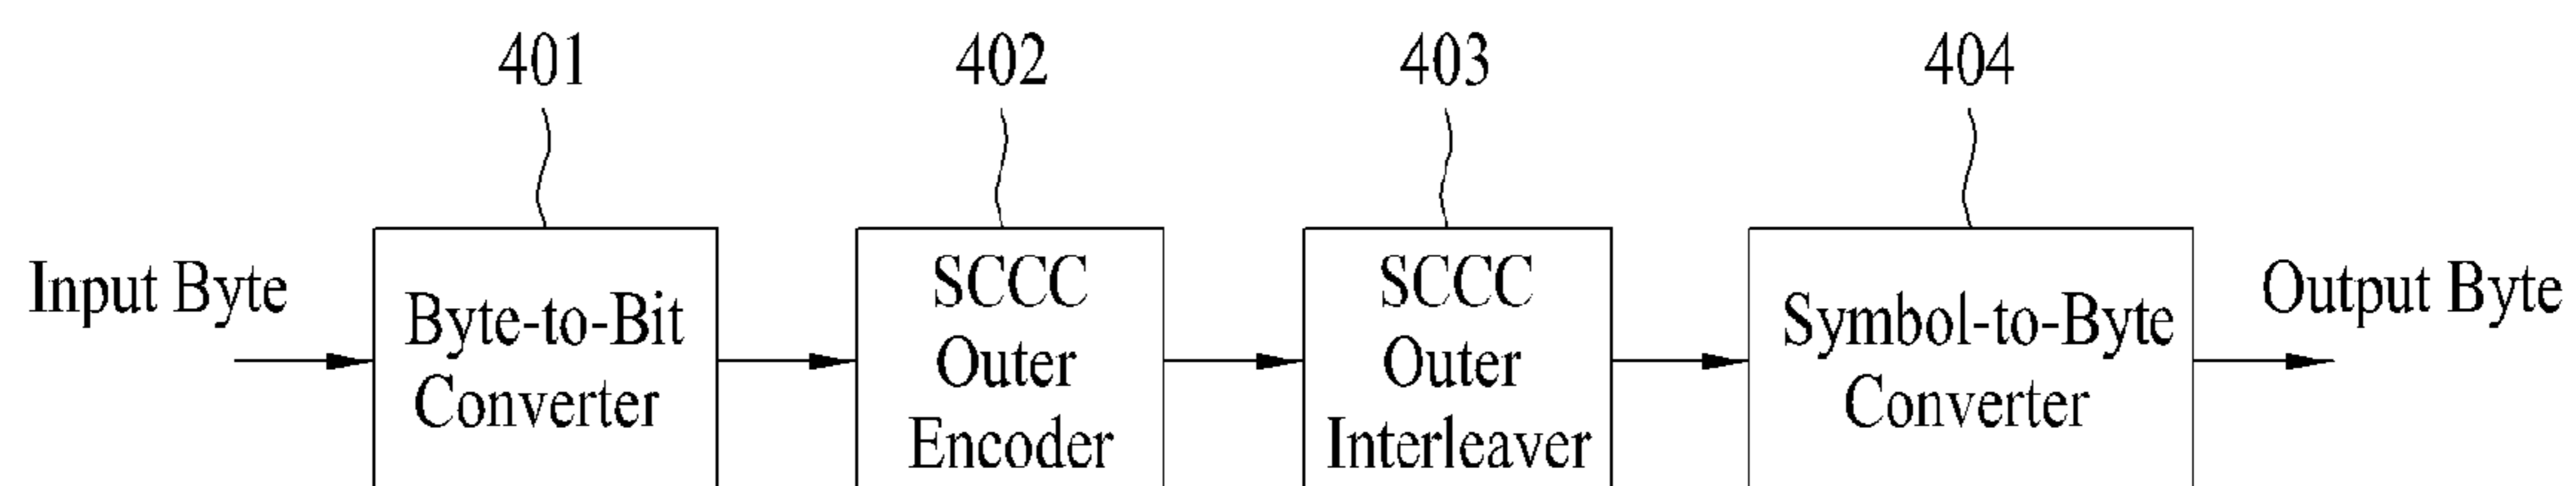 401
402
403
404
Input Byte
Byte-to-Bit
Converter
SCCC
Outer
Encoder
SCCC
Outer
Interleaver
Symbol-to-Byte
Converter
Output Byte